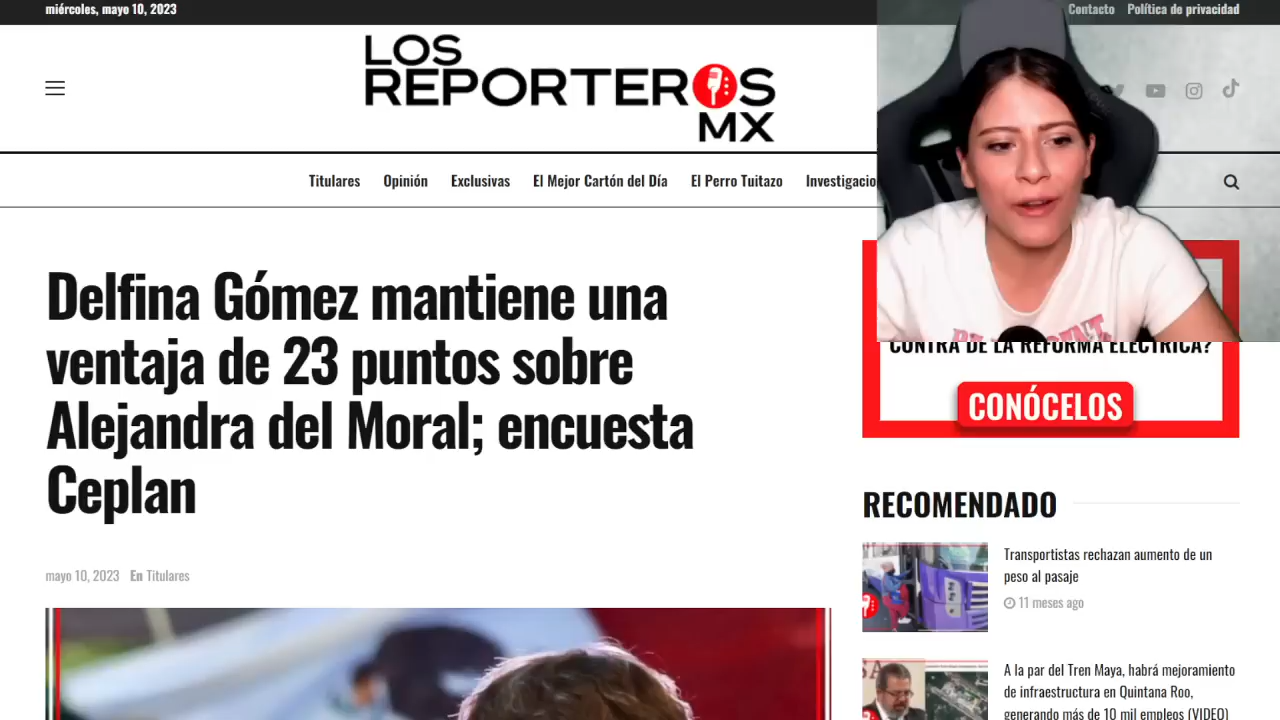 miércoles, mayo 10, 2023
Contacto Política de privacidad
LOS
REPORTEROS
MX
Titulares Opinión Exclusivas El Mejor Cartón del Día El Perro Tuitazo
Delfina Gómez mantiene una
ventaja de 23 puntos sobre
Alejandra del Moral; encuesta
Ceplan
mayo 10, 2023 En Titulares
CONTRA DE LA REFORMA ELÉCTRICA?
CONÓCELOS
RECOMENDADO
Transportistas rechazan aumento de un
peso al pasaje
11 meses ago
A la par del Tren Maya, habrá mejoramiento
de infraestructura en Quintana Roo,
generando más de 10 mil empleos (VIDEO)